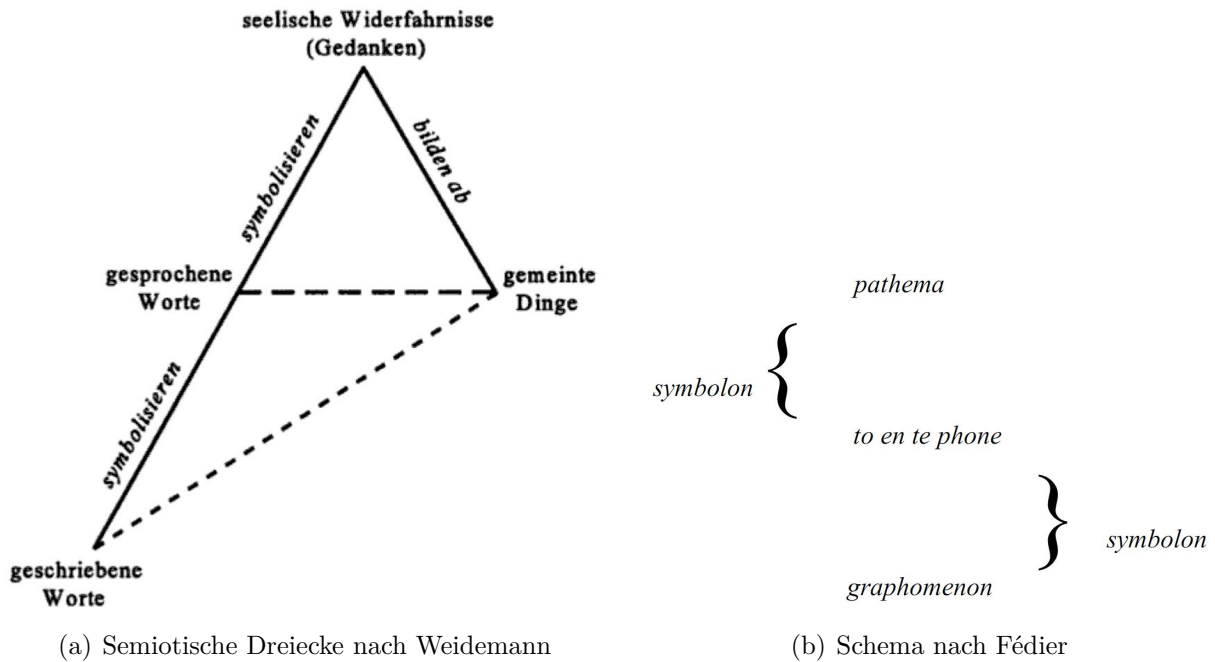 seelische Widerfahrnisse
(Gedanken)
symbolisieren
bilden ab
gesprochene
Worte
gemeinte
Dinge
symbolisieren
geschriebene
Worte
(a) Semiotische Dreiecke nach Weidemann
pathema
symbolon
{
to en te phone
}
symbolon
graphomenon
(b) Schema nach Fédier